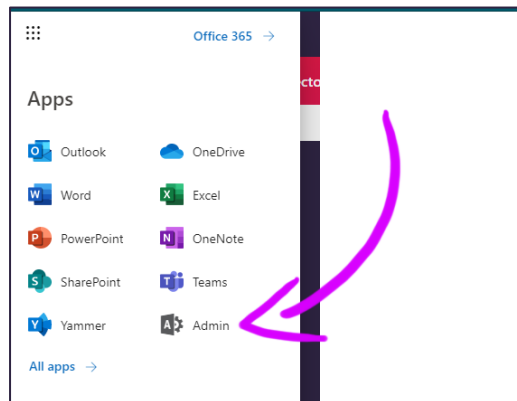 Office 365 →
Apps
Outlook OneDrive
Word Excel
PowerPoint OneNote
SharePoint Teams
Yammer Admin
All apps →